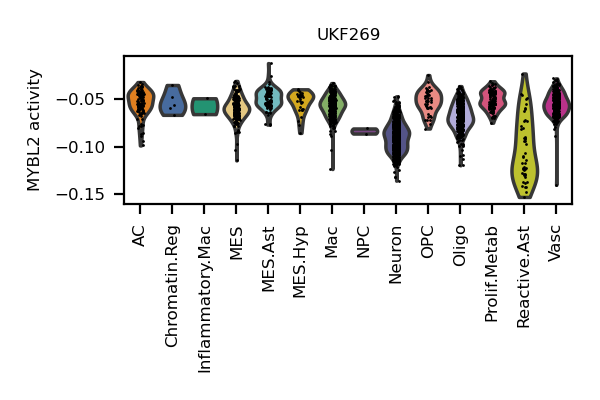 UKF269
MYBL2 activity
−0.05
−0.10
−0.15
AC
Chromatin.Reg
Inflammatory.Mac
MES
MES.Ast
MES.Hyp
Mac
NPC
Neuron
OPC
Oligo
Prolif.Metab
Reactive.Ast
Vasc